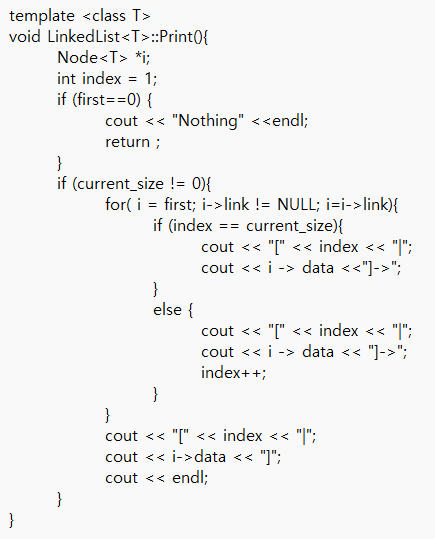 template <class T>
void LinkedList<T>::Print(){
Node<T> *i;
int index = 1;
if (first==0) {
cout << "Nothing" <<endl;
return ;
}
if (current_size != 0){
for( i = first; i->link != NULL; i=i->link){
if (index == current_size){
cout << "[" << index << "|";
cout << i -> data <<"]->";
}
else {
cout << "[" << index << "|";
cout << i -> data << "]->";
index++;
}
}
cout << "[" << index << "|";
cout << i->data << "]";
cout << endl;
}
}